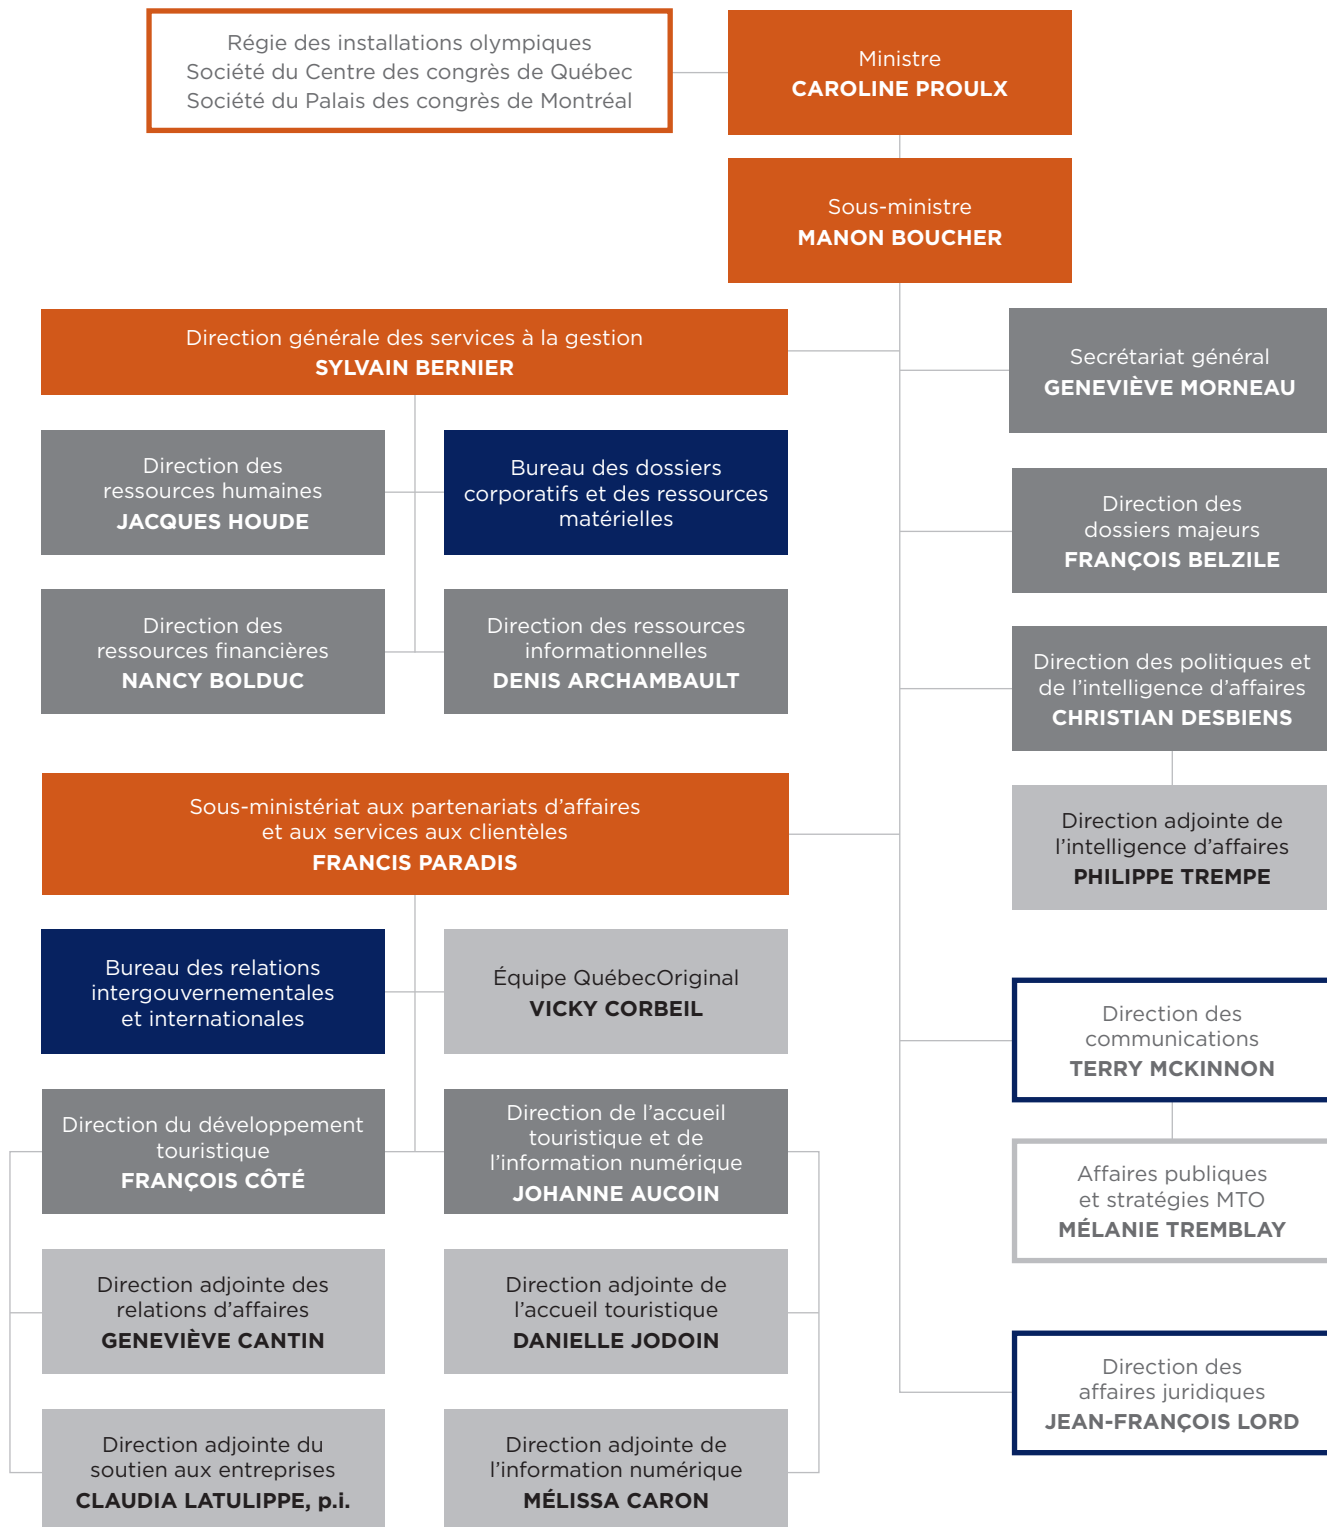 Régie des installations olympiques
Société du Centre des congrès de Québec
Société du Palais des congrès de Montréal
Ministre
CAROLINE PROULX
Sous-ministre
MANON BOUCHER
Direction générale des services à la gestion
SYLVAIN BERNIER
Secrétariat général
GENEVIÈVE MORNEAU
Direction des
ressources humaines
JACQUES HOUDE
Bureau des dossiers
corporatifs et des ressources
matérielles
Direction des
dossiers majeurs
FRANÇOIS BELZILE
Direction des
ressources financières
NANCY BOLDUC
Direction des ressources
informationnelles
DENIS ARCHAMBAULT
Direction des politiques et
de l'intelligence d'affaires
CHRISTIAN DESBIENS
Sous-ministériat aux partenariats d'affaires
et aux services aux clientèles
FRANCIS PARADIS
Direction adjointe de
l'intelligence d'affaires
PHILIPPE TREMPE
Bureau des relations
intergouvernementales
et internationales
Équipe QuébecOriginal
VICKY CORBEIL
Direction des
communications
TERRY MCKINNON
Direction du développement
touristique
FRANÇOIS CÔTÉ
Direction de l'accueil
touristique et de
l'information numérique
JOHANNE AUCOIN
Affaires publiques
et stratégies MTO
MÉLANIE TREMBLAY
Direction adjointe des
relations d'affaires
GENEVIÈVE CANTIN
Direction adjointe de
l'accueil touristique
DANIELLE JODOIN
Direction des
affaires juridiques
JEAN-FRANÇOIS LORD
Direction adjointe du
soutien aux entreprises
CLAUDIA LATULIPPE, p.i.
Direction adjointe de
l'information numérique
MÉLISSA CARON